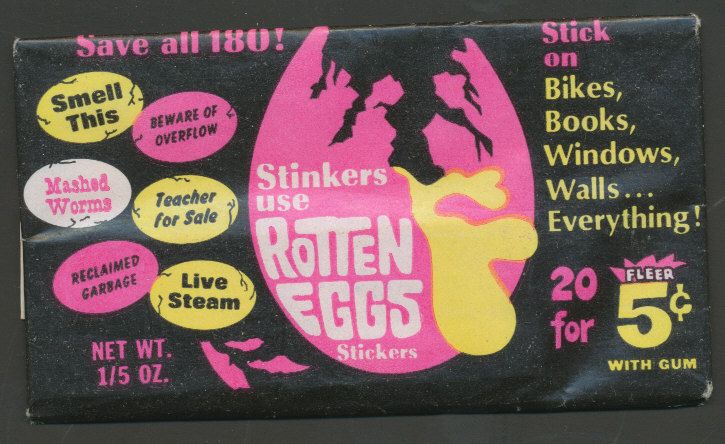 Save all 180!
Smell
This
BEWARE OF
OVERFLOW
Mashed
Worms
Teacher
for Sale
RECLAIMED
GARBAGE
Live
Steam
NET WT.
1/5 OZ.
Stinkers
use
ROTTEN
EGGS
Stickers
Stick
on
Bikes,
Books,
Windows,
Walls...
Everything!
20
for
FLEER
5¢
WITH GUM